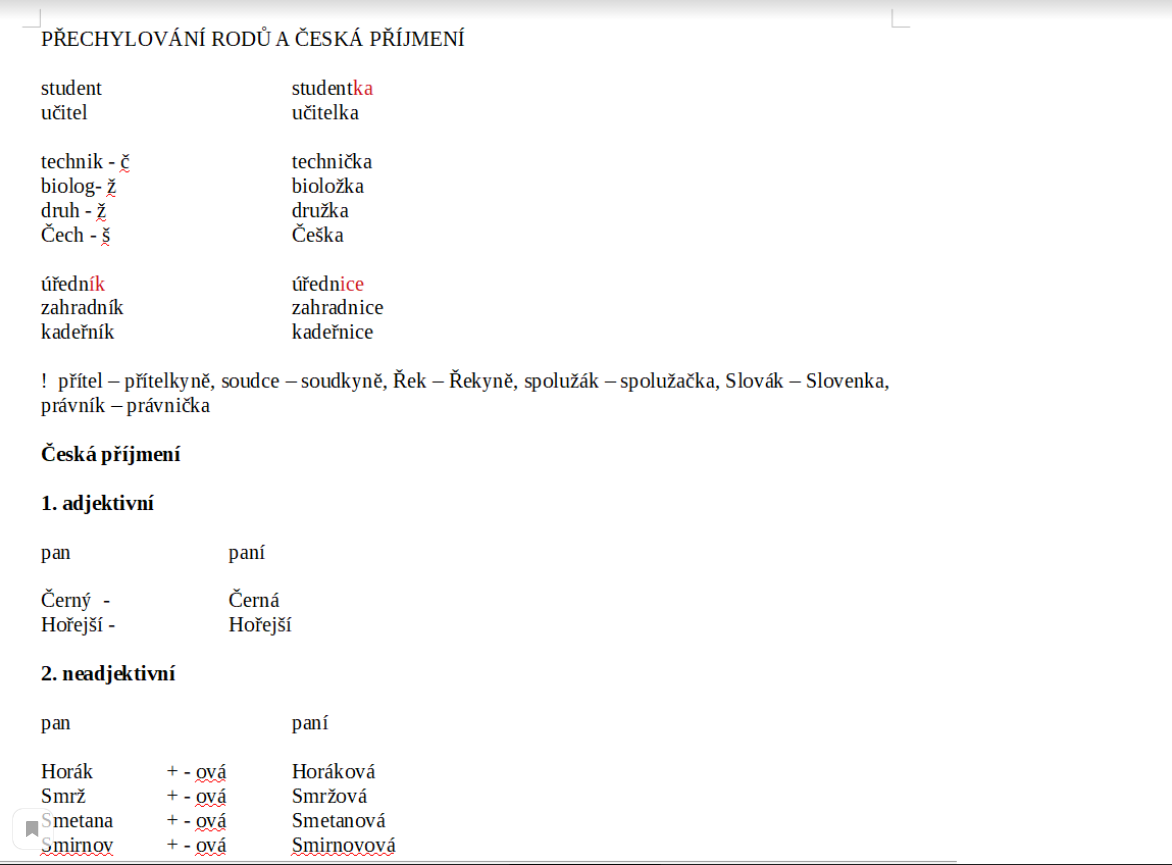 PŘECHYLOVÁNÍ RODŮ A ČESKÁ PŘÍJMENÍ
student studentka
učitel učitelka
technik - č technička
biolog- ž bioložka
druh - ž družka
Čech - š Češka
úředník úřednice
zahradník zahradnice
kadeřník kadeřnice
! přítel – přítelkyně, soudce – soudkyně, Řek – Řekyně, spolužák – spolužačka, Slovák – Slovenka,
právník – právnička
Česká příjmení
1. adjektivní
pan paní
Černý - Černá
Hořejší - Hořejší
2. neadjektivní
pan paní
Horák + - ová Horáková
Smrž + - ová Smržová
Smetana + - ová Smetanová
Smirnov + - ová Smirnovová